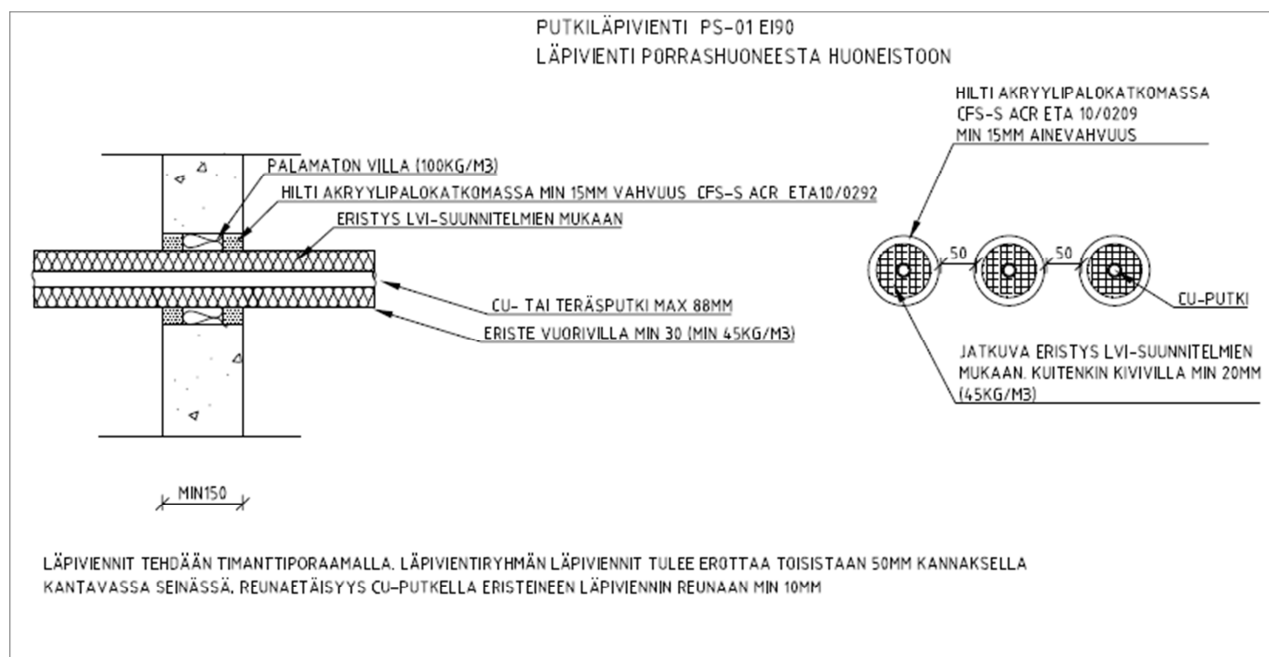 PUTKILÄPIVIENTI PS-01 EI90
LÄPIVIENTI PORRASHUONEESTA HUONEISTOON
HILTI AKRYYLIPALOKATKOMASSA
CFS-S ACR ETA 10/0209
MIN 15MM AINEVAHVUUS
PALAMATON VILLA (100KG/M3)
HILTI AKRYYLIPALOKATKOMASSA MIN 15MM VAHVUUS CFS-S ACR ETA10/0292
ERISTYS LVI-SUUNNITELMIEN MUKAAN
50
50
CU- TAI TERÄSPUTKI MAX 88MM
CU-PUTKI
ERISTE VUORIVILLA MIN 30 (MIN 45KG/M3)
JATKUVA ERISTYS LVI-SUUNNITELMIEN
MUKAAN. KUITENKIN KIVIVILLA MIN 20MM
(45KG/M3)
MIN150
LÄPIVIENNIT TEHDÄÄN TIMANTTIPORAAMALLA. LÄPIVIENTIRYHMÄN LÄPIVIENNIT TULEE EROTTAA TOISISTAAN 50MM KANNAKSELLA
KANTAVASSA SEINÄSSÄ. REUNAETÄISYYS CU-PUTKELLA ERISTEINEEN LÄPIVIENNIN REUNAAN MIN 10MM